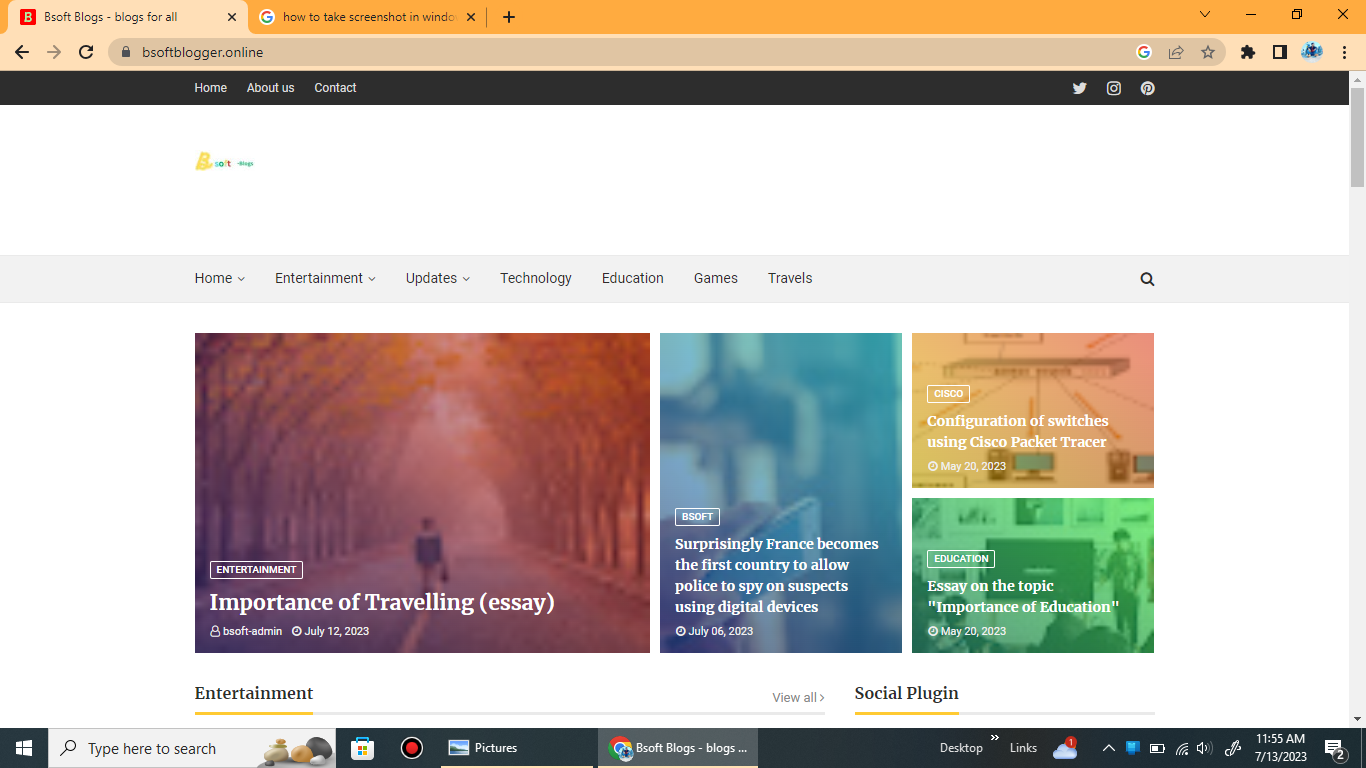 Bsoft Blogs - blogs for all
how to take screenshot in windo
bsoftblogger.online
Home About us Contact
B soft -Blogs
Home Entertainment Updates Technology Education Games Travels
ENTERTAINMENT
Importance of Travelling (essay)
bsoft-admin July 12, 2023
BSOFT
Surprisingly France becomes
the first country to allow
police to spy on suspects
using digital devices
July 06, 2023
CISCO
Configuration of switches
using Cisco Packet Tracer
May 20, 2023
EDUCATION
Essay on the topic
"Importance of Education"
May 20, 2023
Entertainment
View all
Social Plugin
Type here to search
Pictures
Bsoft Blogs - blogs ...
Desktop
Links
1
11:55 AM
7/13/2023
2